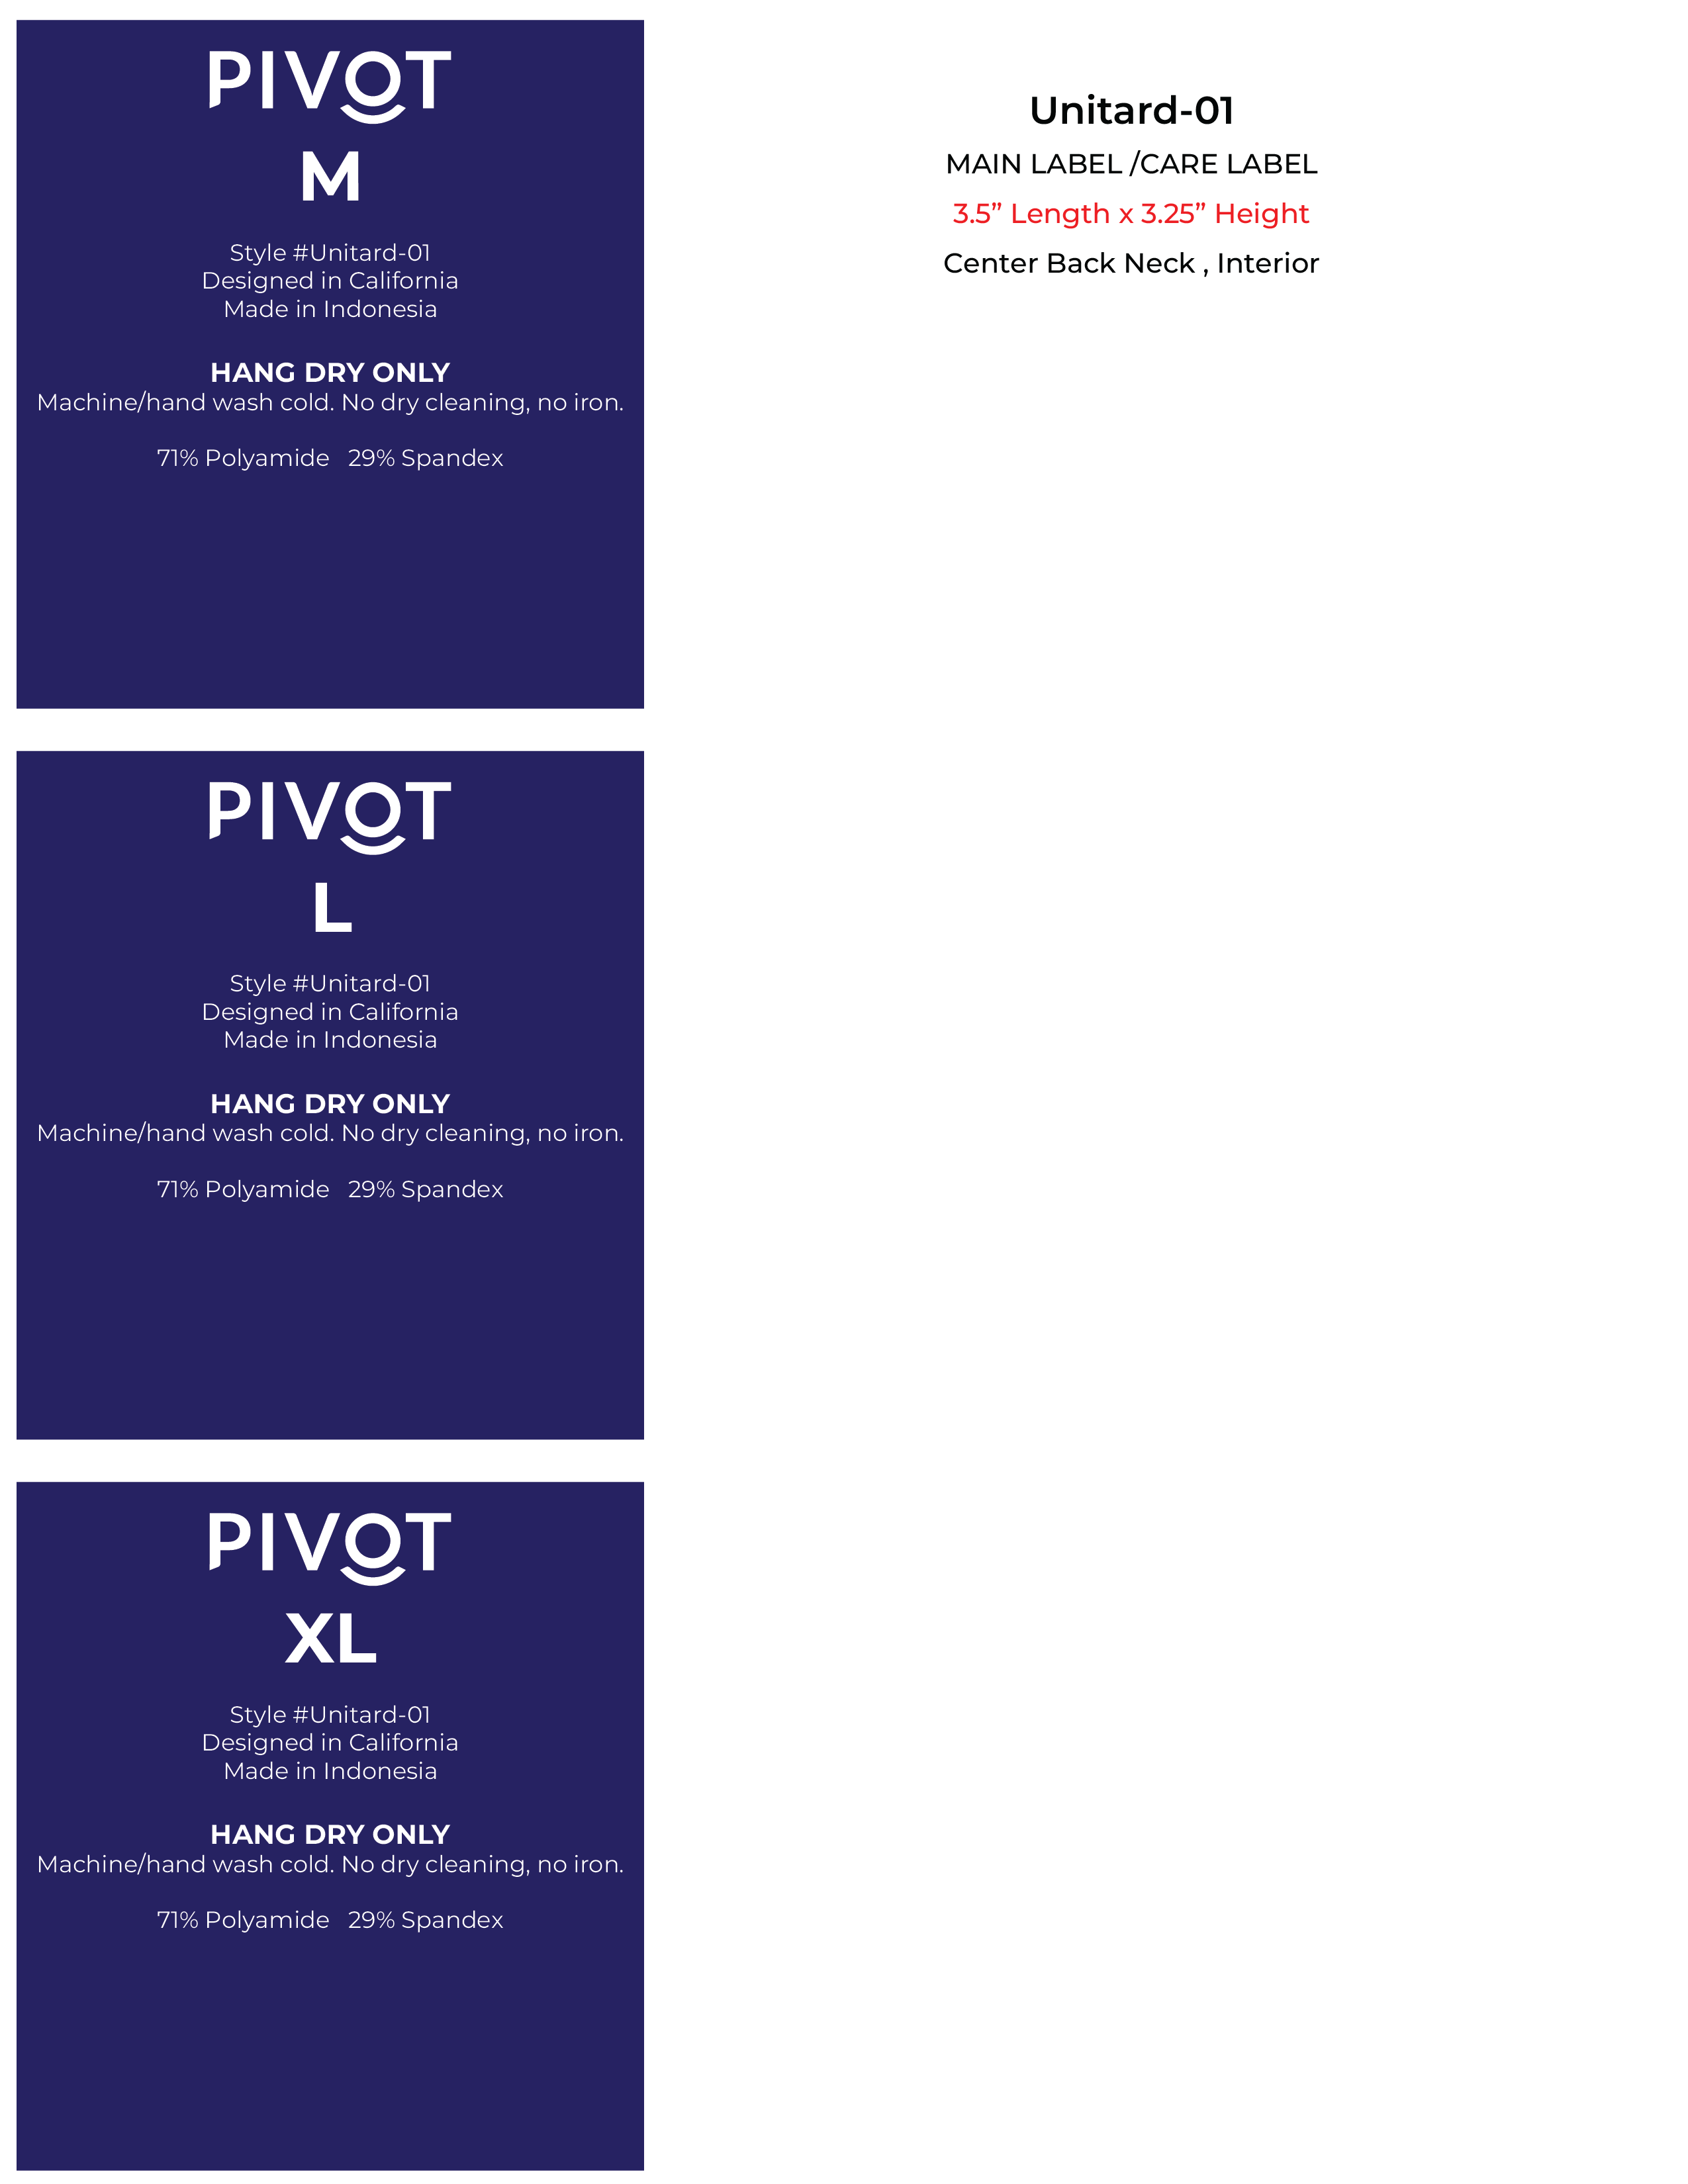 PIVOT
M
Style #Unitard-01
Designed in California
Made in Indonesia
HANG DRY ONLY
Machine/hand wash cold. No dry cleaning, no iron.
71% Polyamide   29% Spandex
Unitard-01
MAIN LABEL /CARE LABEL
3.5” Length x 3.25” Height
Center Back Neck , Interior
PIVOT
L
Style #Unitard-01
Designed in California
Made in Indonesia
HANG DRY ONLY
Machine/hand wash cold. No dry cleaning, no iron.
71% Polyamide   29% Spandex
PIVOT
XL
Style #Unitard-01
Designed in California
Made in Indonesia
HANG DRY ONLY
Machine/hand wash cold. No dry cleaning, no iron.
71% Polyamide   29% Spandex